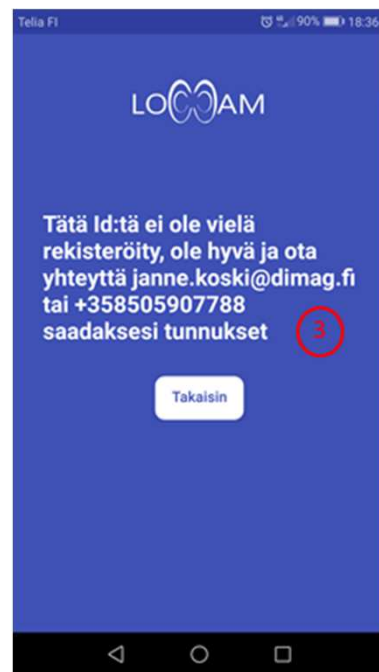 Telia FI 90% 18:36
LOCCAM
Tätä Id:tä ei ole vielä
rekisteröity, ole hyvä ja ota
yhteyttä janne.koski@dimag.fi
tai +358505907788
saadaksesi tunnukset 3
Takaisin